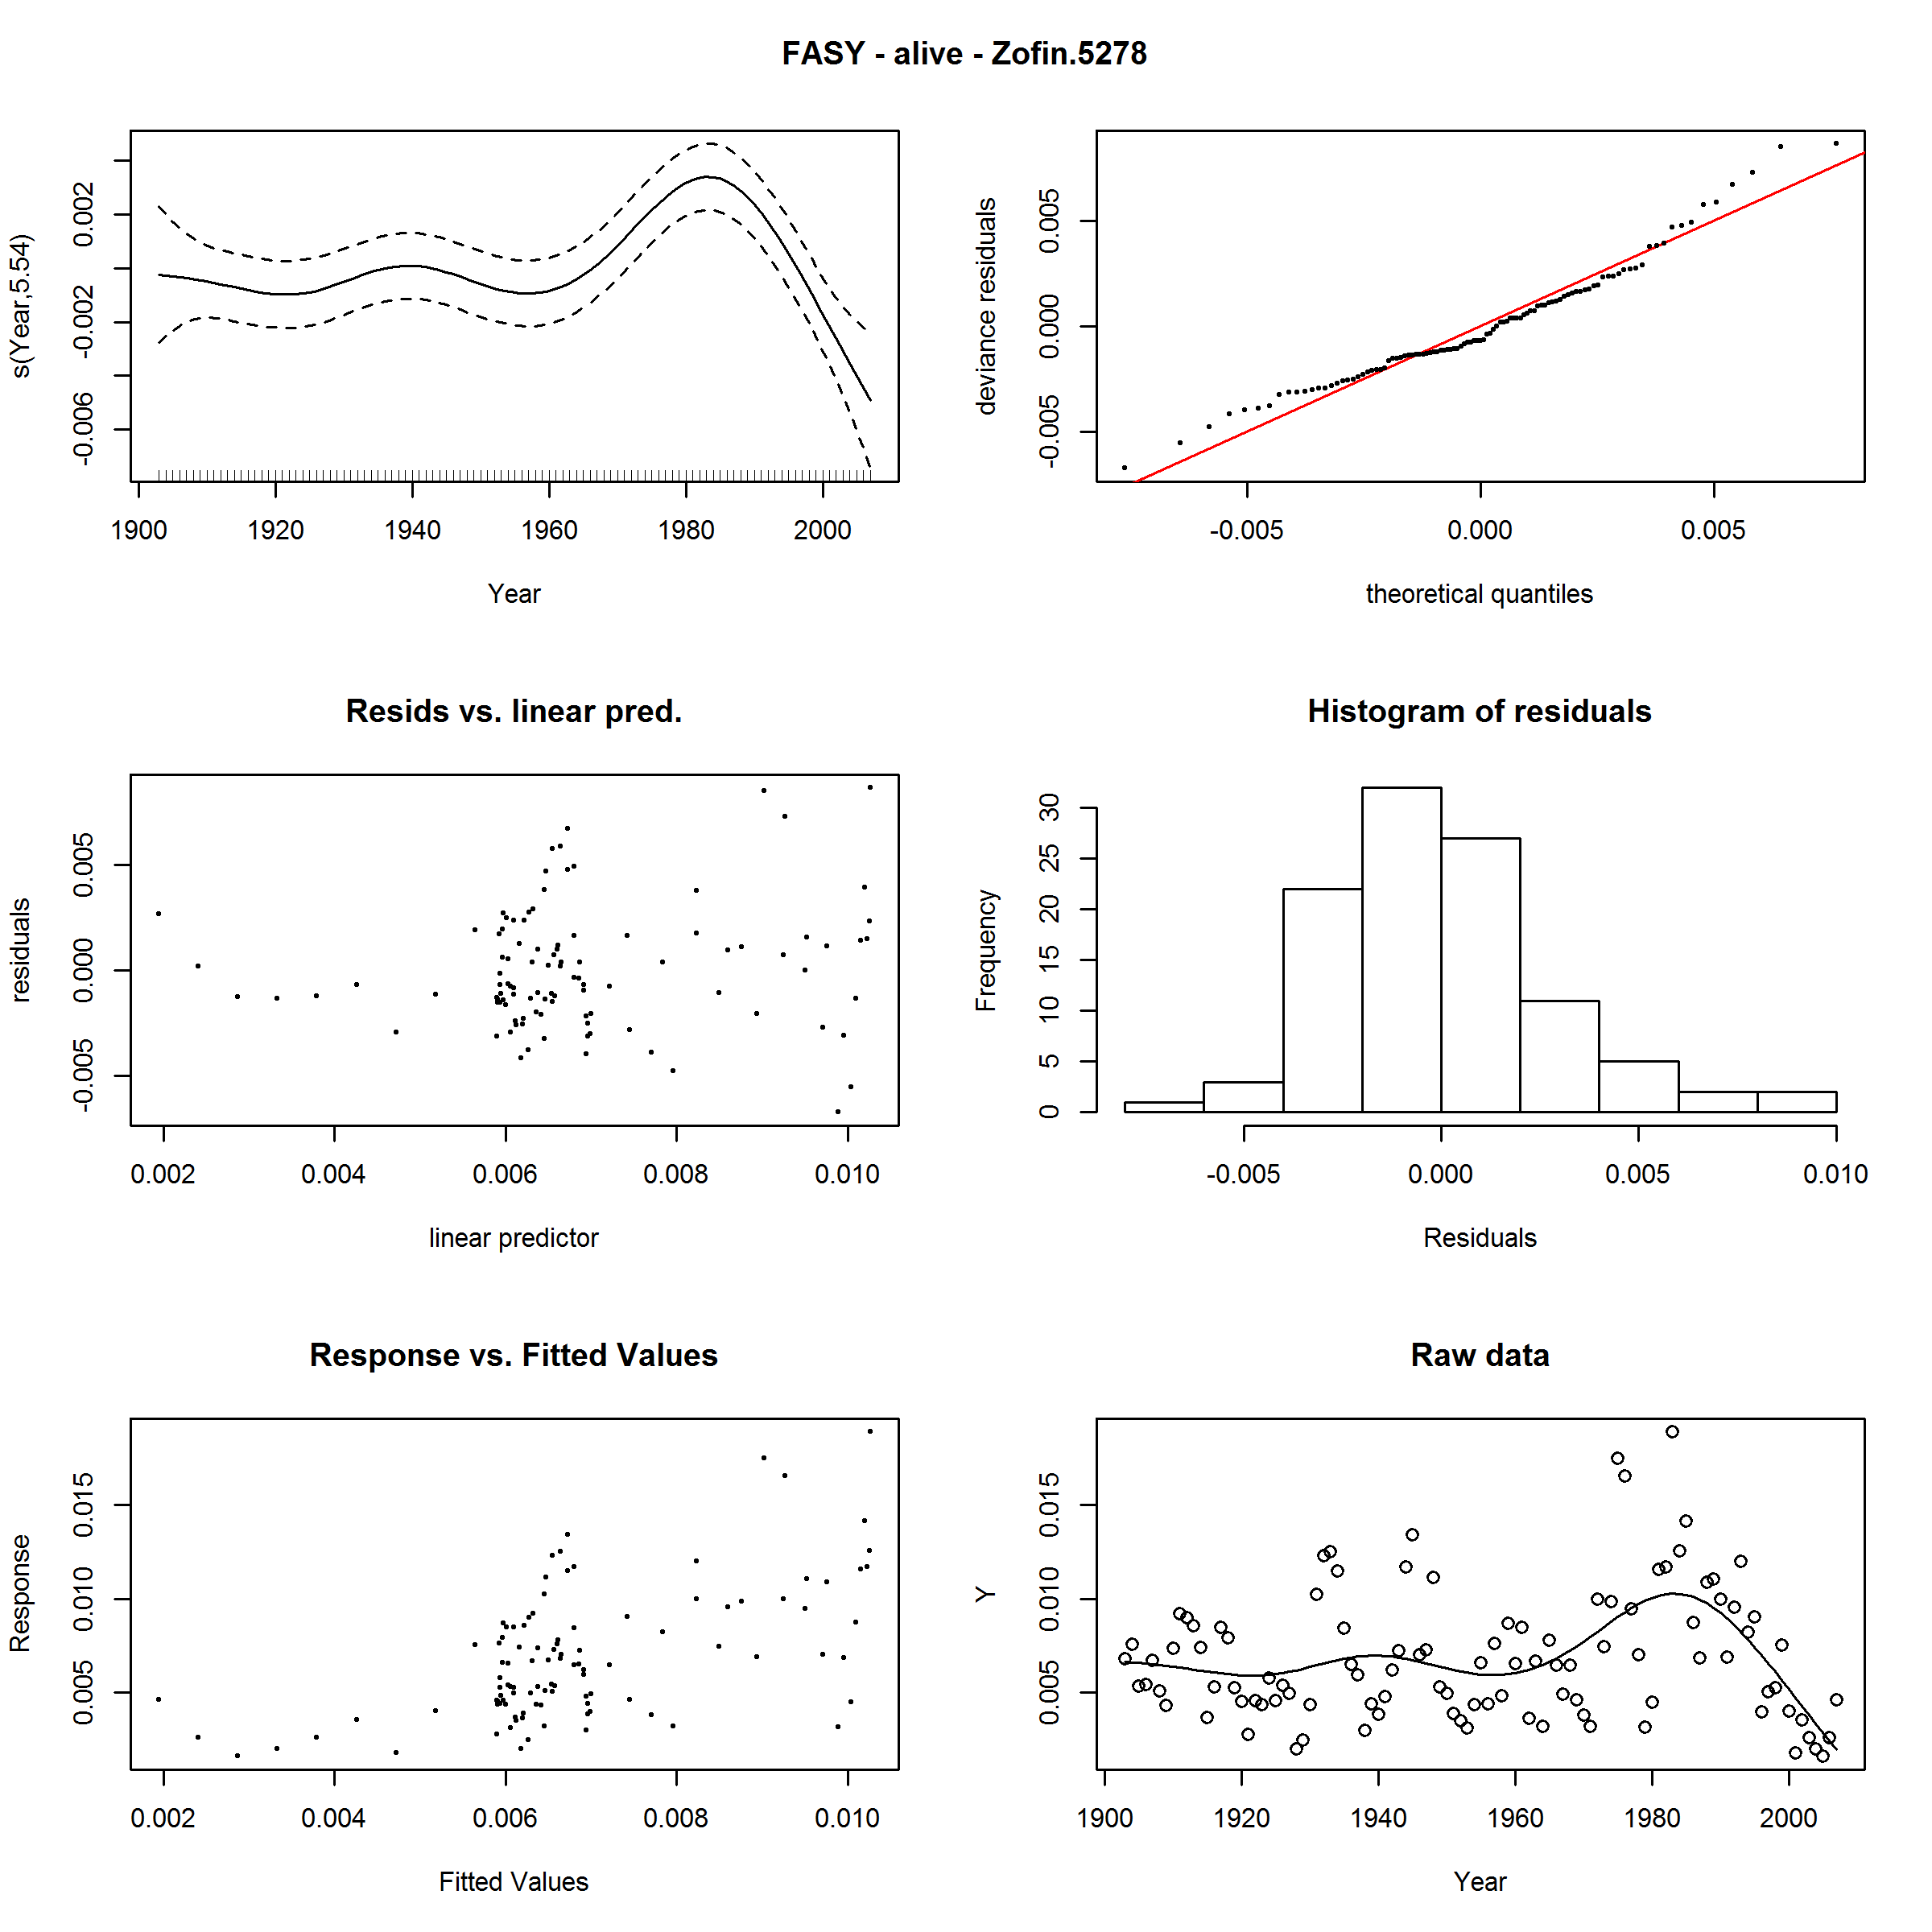 FASY - alive - Zofin.5278
s(Year,5.54)
0.002
-0.002
-0.006
1900 1920 1940 1960 1980 2000
Year
deviance residuals
0.005
0.000
-0.005
-0.005 0.000 0.005
theoretical quantiles
Resids vs. linear pred.
residuals
0.005
0.000
-0.005
0.002 0.004 0.006 0.008 0.010
linear predictor
Histogram of residuals
Frequency
30
25
20
15
10
5
0
-0.005 0.000 0.005 0.010
Residuals
Response vs. Fitted Values
Response
0.015
0.010
0.005
0.002 0.004 0.006 0.008 0.010
Fitted Values
Raw data
Y
0.015
0.010
0.005
1900 1920 1940 1960 1980 2000
Year